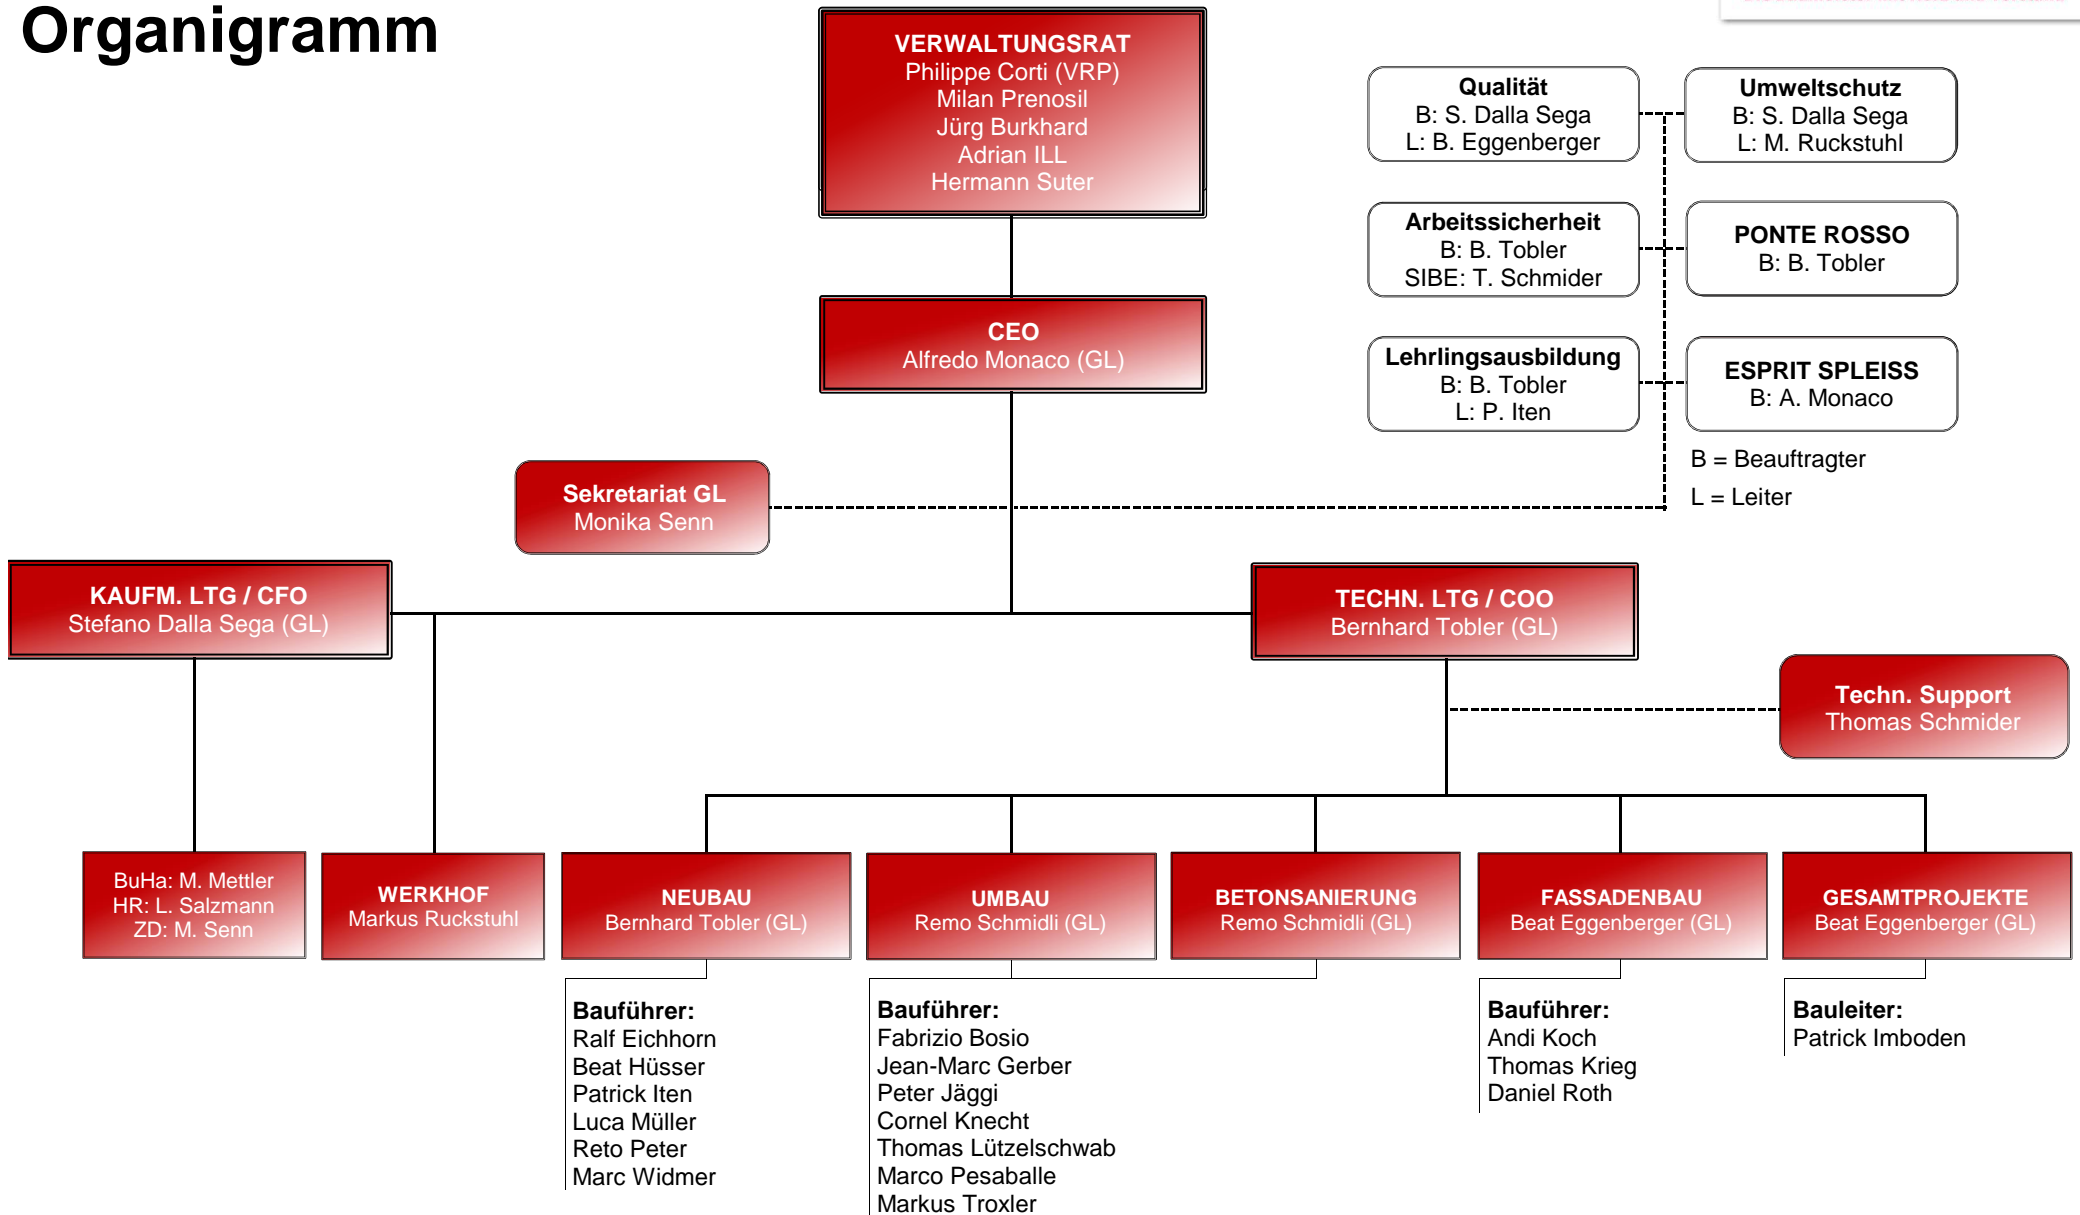 Organigramm
VERWALTUNGSRAT
Philippe Corti (VRP)
Milan Prenosil
Jürg Burkhard
Adrian ILL
Hermann Suter
Qualität
B: S. Dalla Sega
L: B. Eggenberger
Umweltschutz
B: S. Dalla Sega
L: M. Ruckstuhl
Arbeitssicherheit
B: B. Tobler
SIBE: T. Schmider
PONTE ROSSO
B: B. Tobler
CEO
Alfredo Monaco (GL)
Lehrlingsausbildung
B: B. Tobler
L: P. Iten
ESPRIT SPLEISS
B: A. Monaco
B = Beauftragter
L = Leiter
Sekretariat GL
Monika Senn
KAUFM. LTG / CFO
Stefano Dalla Sega (GL)
TECHN. LTG / COO
Bernhard Tobler (GL)
Techn. Support
Thomas Schmider
BuHa: M. Mettler
HR: L. Salzmann
ZD: M. Senn
WERKHOF
Markus Ruckstuhl
NEUBAU
Bernhard Tobler (GL)
UMBAU
Remo Schmidli (GL)
BETONSANIERUNG
Remo Schmidli (GL)
FASSADENBAU
Beat Eggenberger (GL)
GESAMTPROJEKTE
Beat Eggenberger (GL)
Bauführer:
Ralf Eichhorn
Beat Hüsser
Patrick Iten
Luca Müller
Reto Peter
Marc Widmer
Bauführer:
Fabrizio Bosio
Jean-Marc Gerber
Peter Jäggi
Cornel Knecht
Thomas Lützelschwab
Marco Pesaballe
Markus Troxler
Bauführer:
Andi Koch
Thomas Krieg
Daniel Roth
Bauleiter:
Patrick Imboden